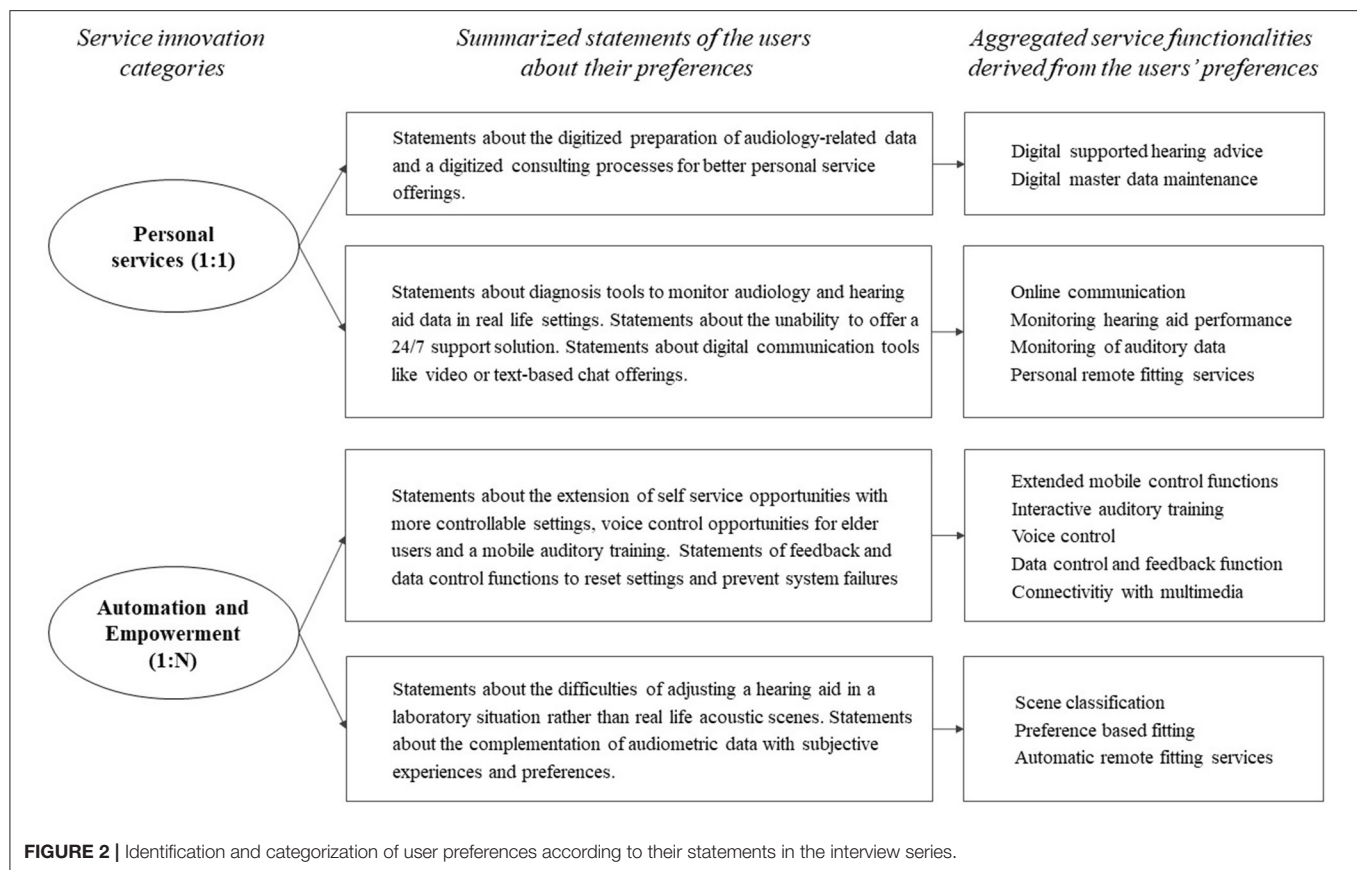 Service innovation
categories
Summarized statements of the users
about their preferences
Aggregated service functionalities
derived from the users' preferences
Personal
services (1:1)
Statements about the digitized preparation of audiology-related data
and a digitized consulting processes for better personal service
offerings.
Digital supported hearing advice
Digital master data maintenance
Statements about diagnosis tools to monitor audiology and hearing
aid data in real life settings. Statements about the unability to offer a
24/7 support solution. Statements about digital communication tools
like video or text-based chat offerings.
Online communication
Monitoring hearing aid performance
Monitoring of auditory data
Personal remote fitting services
Automation and
Empowerment
(1:N)
Statements about the extension of self service opportunities with
more controllable settings, voice control opportunities for elder
users and a mobile auditory training. Statements of feedback and
data control functions to reset settings and prevent system failures
Extended mobile control functions
Interactive auditory training
Voice control
Data control and feedback function
Connectivitiy with multimedia
Statements about the difficulties of adjusting a hearing aid in a
laboratory situation rather than real life acoustic scenes. Statements
about the complementation of audiometric data with subjective
experiences and preferences.
Scene classification
Preference based fitting
Automatic remote fitting services
FIGURE 2 | Identification and categorization of user preferences according to their statements in the interview series.